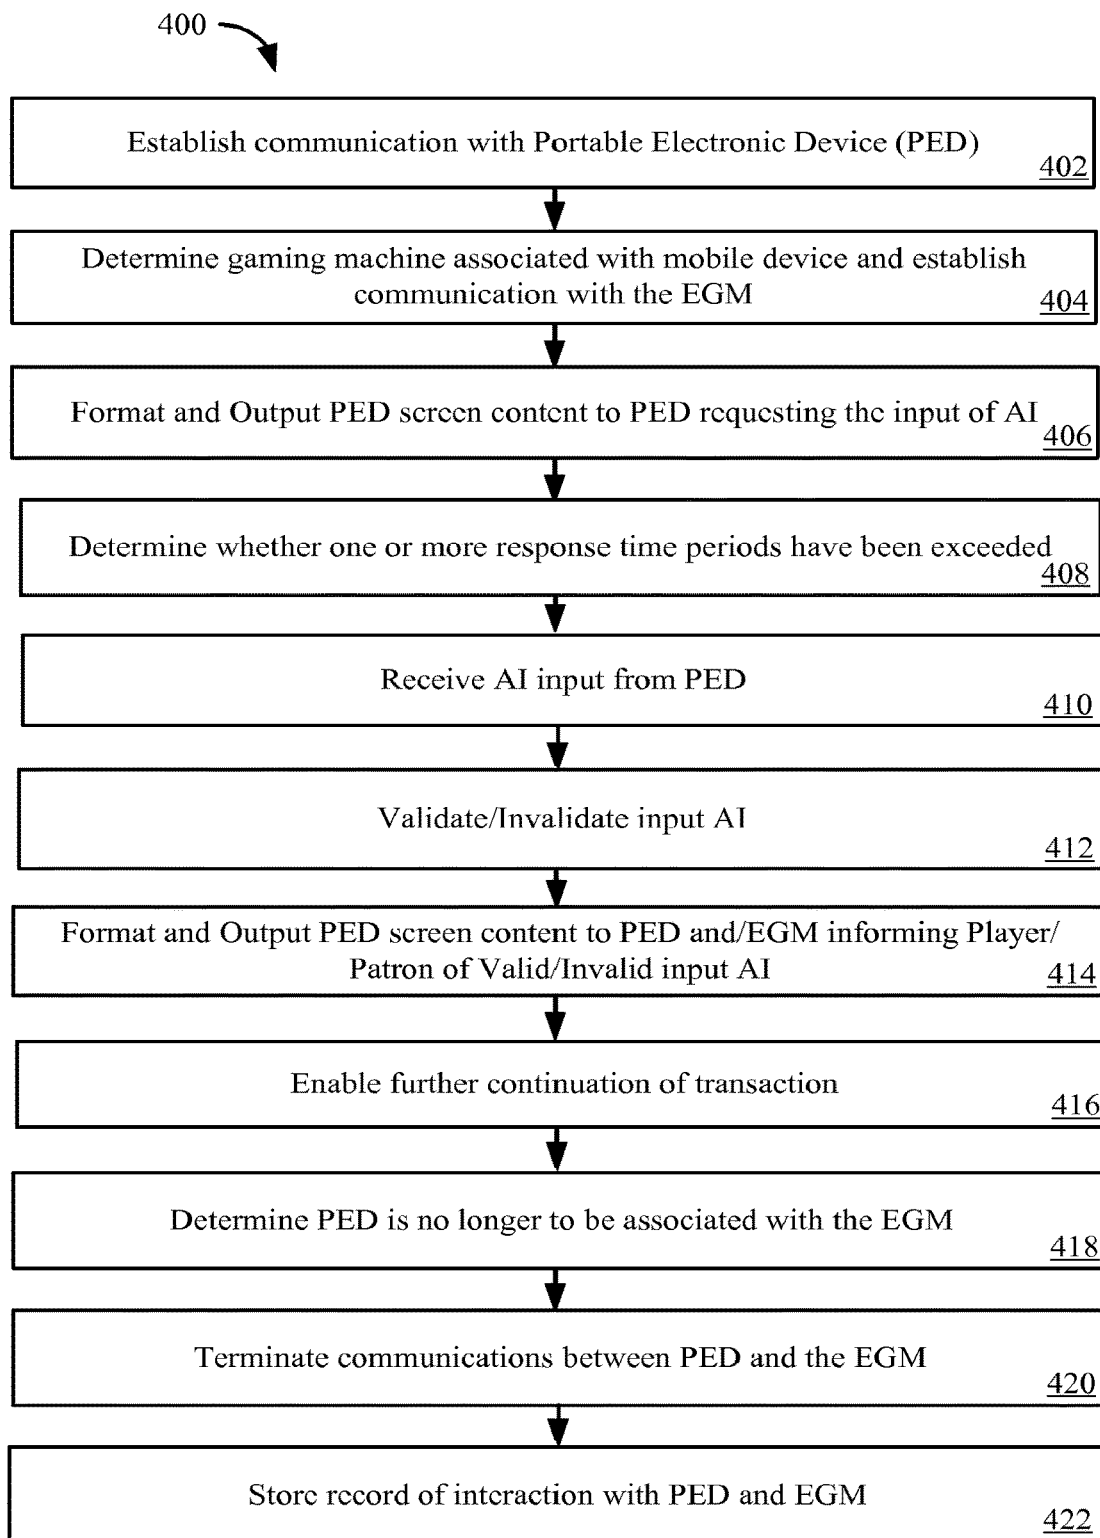 400
Establish communication with Portable Electronic Device (PED)
402
Determine gaming machine associated with mobile device and establish
communication with the EGM
404
Format and Output PED screen content to PED requesting the input of AI
406
Determine whether one or more response time periods have been exceeded
408
Receive AI input from PED
410
Validate/Invalidate input AI
412
Format and Output PED screen content to PED and/EGM informing Player/
Patron of Valid/Invalid input AI
414
Enable further continuation of transaction
416
Determine PED is no longer to be associated with the EGM
418
Terminate communications between PED and the EGM
420
Store record of interaction with PED and EGM
422